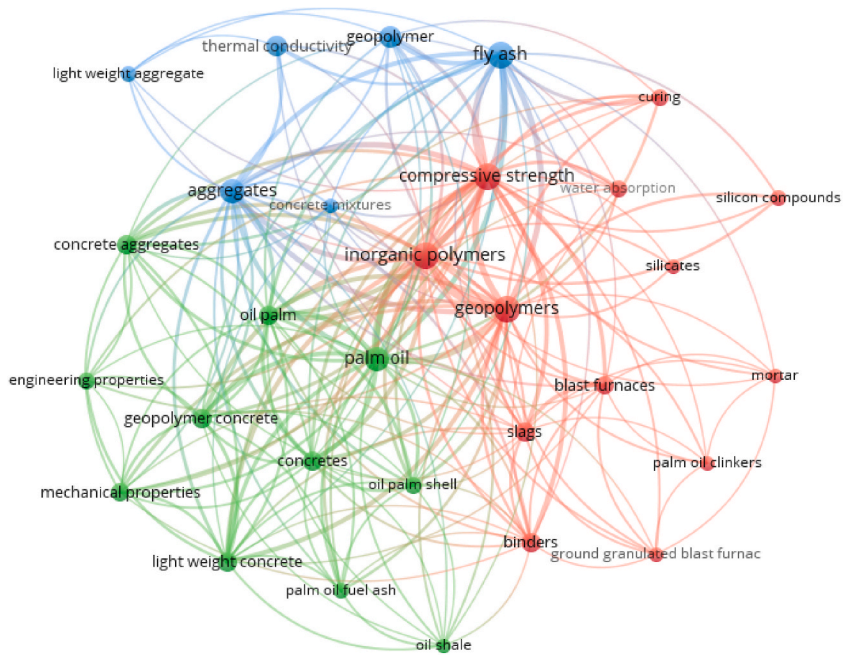 geopolymer
thermal conductivity
fly ash
light weight aggregate
curing
compressive strength
aggregates
water absorption
silicon compounds
concrete mixtures
concrete aggregates
inorganic polymers
silicates
geopolymers
oil palm
palm oil
engineering properties
mortar
blast furnaces
geopolymer concrete
slags
concretes
palm oil clinkers
oil palm shell
mechanical properties
binders
ground granulated blast furnac
light weight concrete
palm oil fuel ash
oil shale